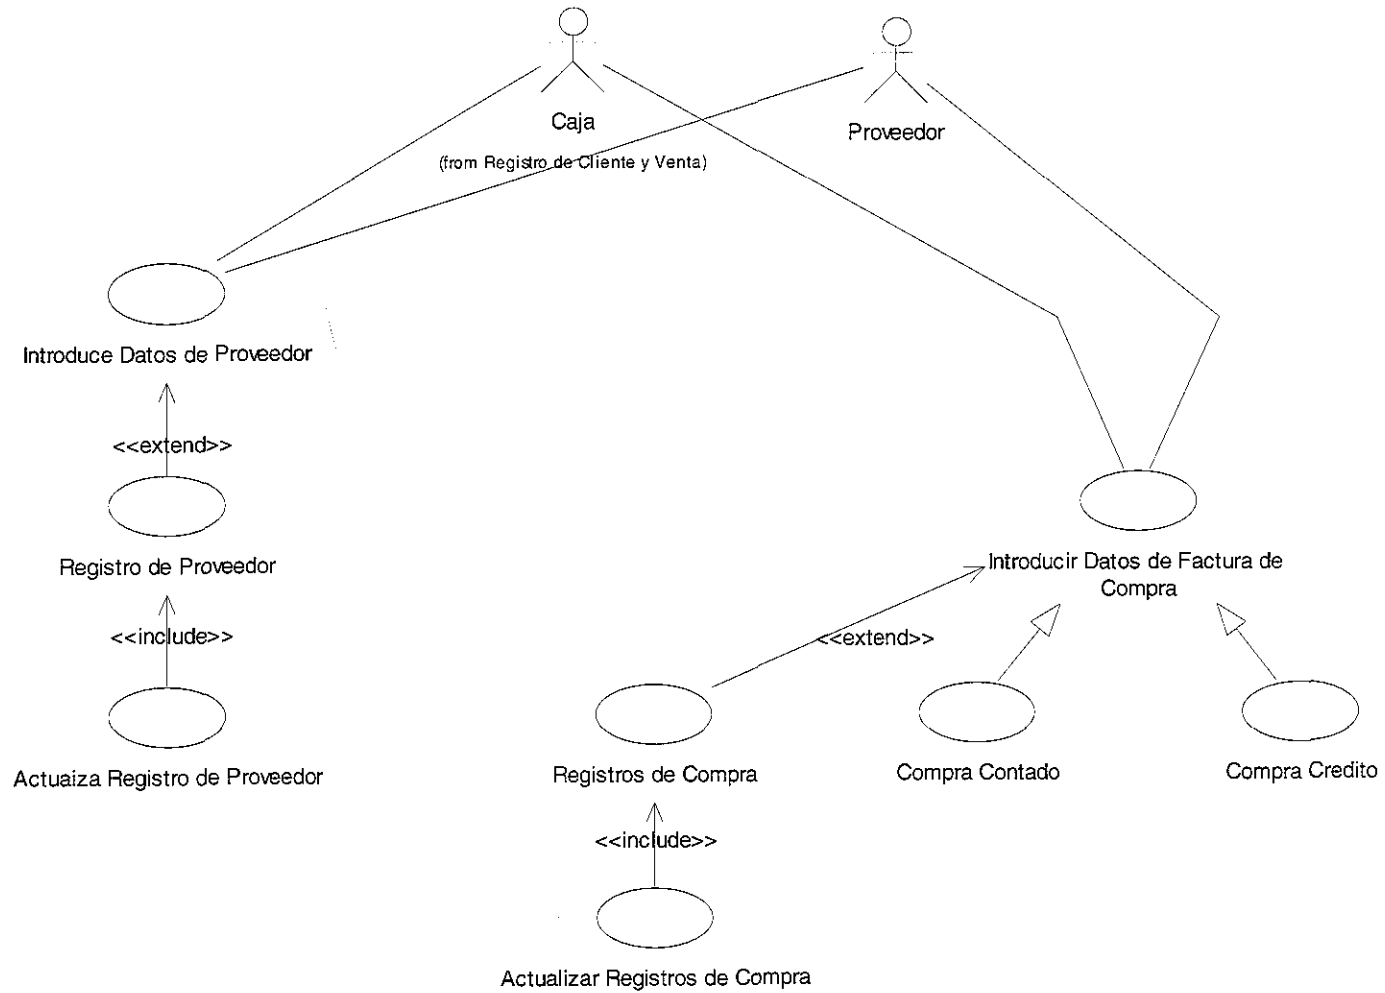 Caja
Proveedor
(from Registro de Cliente y Venta)
Introduce Datos de Proveedor
<<extend>>
Registro de Proveedor
Introducir Datos de Factura de
Compra
<<include>>
<<extend>>
Actuaiza Registro de Proveedor
Registros de Compra
Compra Contado
Compra Credito
<<include>>
Actualizar Registros de Compra